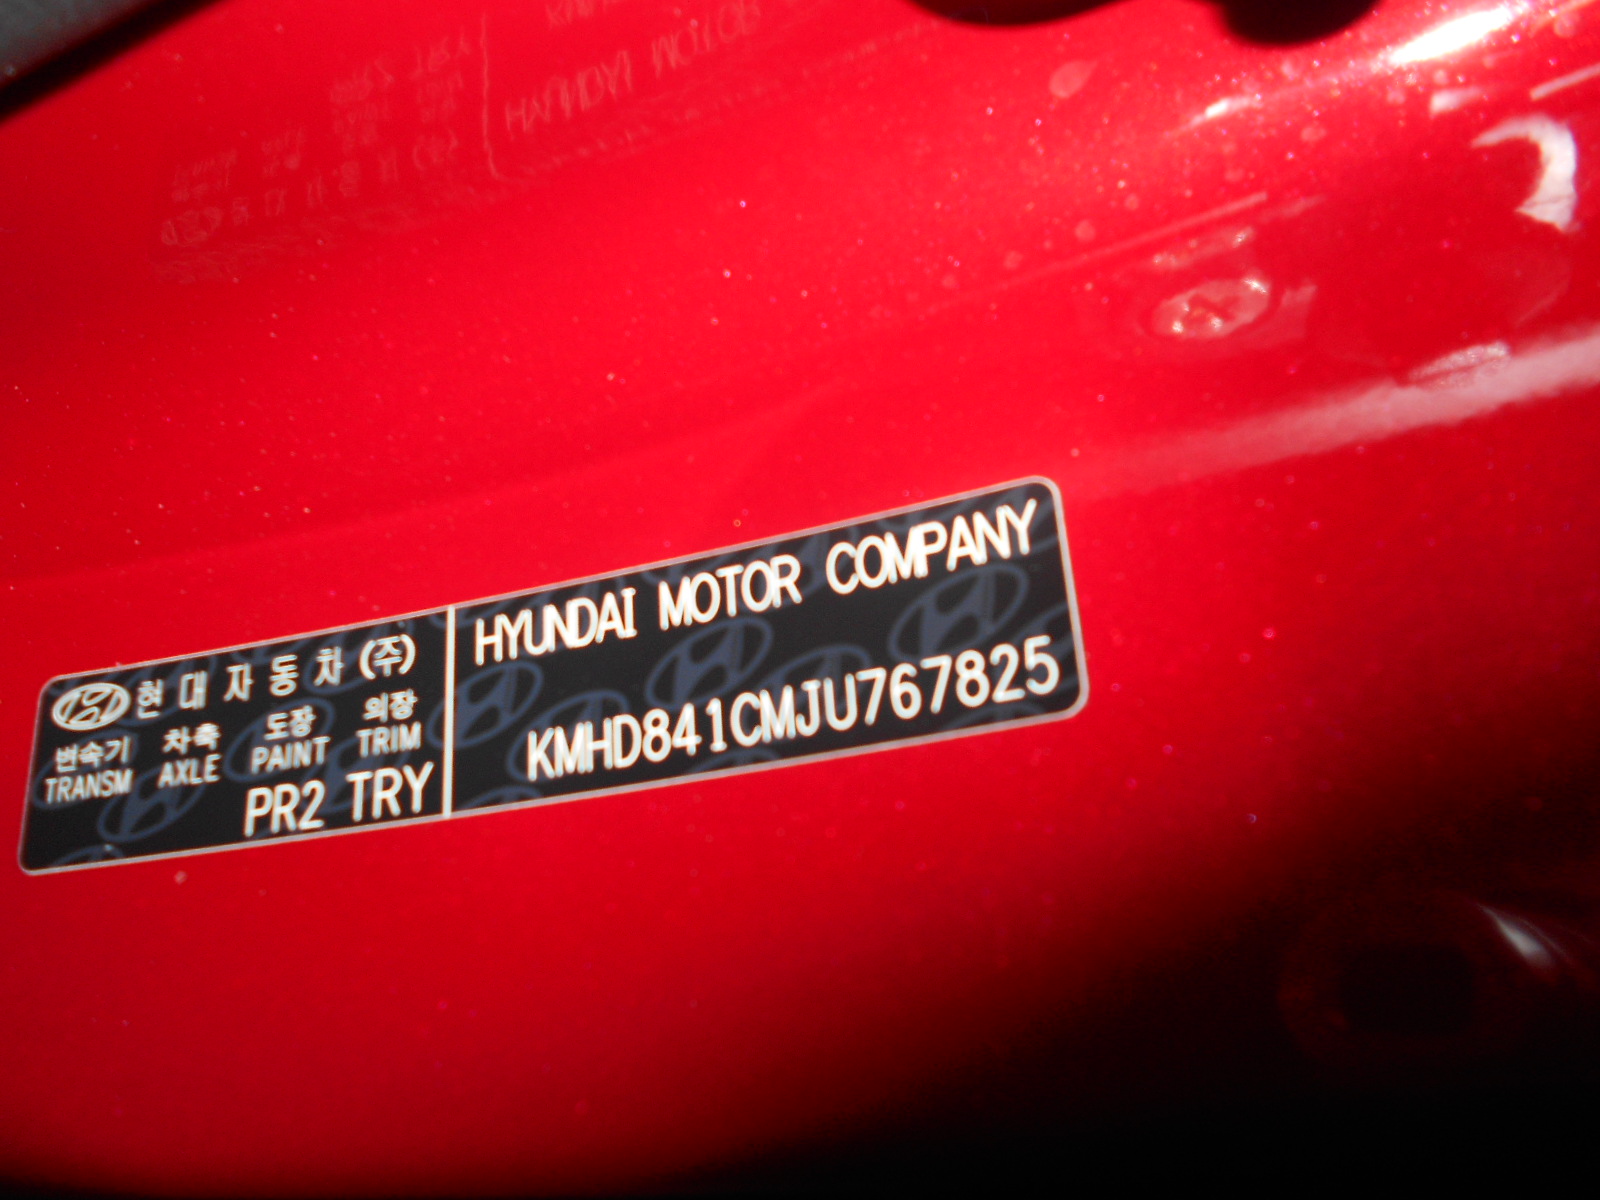 현대자동차(주)
변속기 차축 도장 의장
TRANSM AXLE PAINT TRIM
PR2 TRY
HYUNDAI MOTOR COMPANY
KMHD841CMJU767825